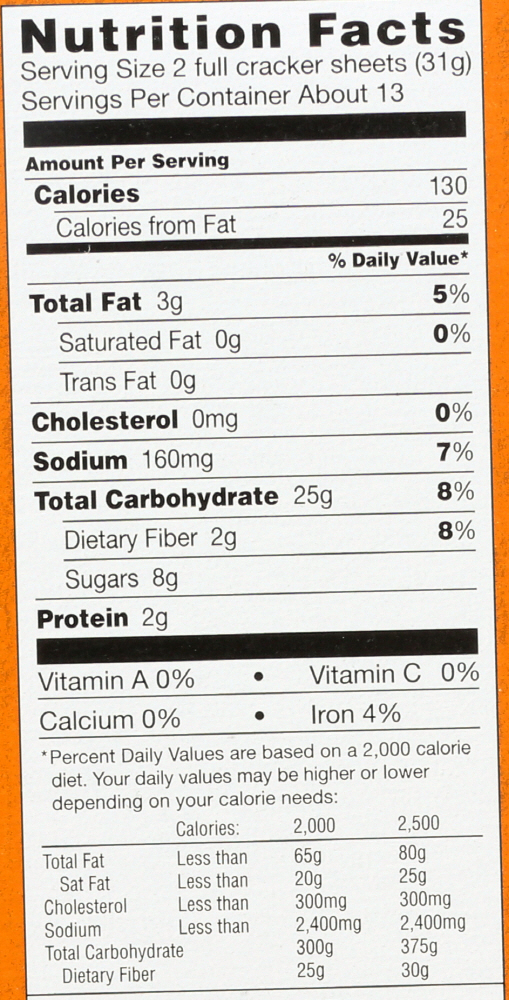 Nutrition Facts
Serving Size 2 full cracker sheets (31g)
Servings Per Container About 13
Amount Per Serving
Calories 130
Calories from Fat 25
% Daily Value*
Total Fat 3g 5%
Saturated Fat 0g 0%
Trans Fat 0g
Cholesterol 0mg 0%
Sodium 160mg 7%
Total Carbohydrate 25g 8%
Dietary Fiber 2g 8%
Sugars 8g
Protein 2g
Vitamin A 0% • Vitamin C 0%
Calcium 0% • Iron 4%
*Percent Daily Values are based on a 2,000 calorie
diet. Your daily values may be higher or lower
depending on your calorie needs:
Calories: 2,000 2,500
Total Fat Less than 65g 80g
Sat Fat Less than 20g 25g
Cholesterol Less than 300mg 300mg
Sodium Less than 2,400mg 2,400mg
Total Carbohydrate 300g 375g
Dietary Fiber 25g 30g